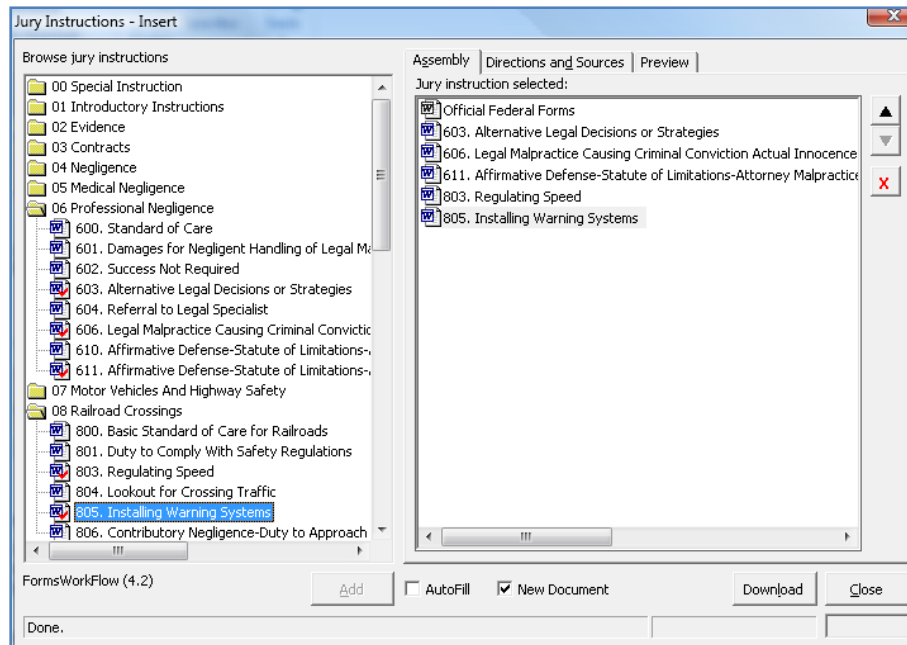 Jury Instructions - Insert
Browse jury instructions
00 Special Instruction
01 Introductory Instructions
02 Evidence
03 Contracts
04 Negligence
05 Medical Negligence
06 Professional Negligence
600. Standard of Care
601. Damages for Negligent Handling of Legal Ma
602. Success Not Required
603. Alternative Legal Decisions or Strategies
604. Referral to Legal Specialist
606. Legal Malpractice Causing Criminal Convictic
610. Affirmative Defense-Statute of Limitations-
611. Affirmative Defense-Statute of Limitations-
07 Motor Vehicles And Highway Safety
08 Railroad Crossings
800. Basic Standard of Care for Railroads
801. Duty to Comply With Safety Regulations
803. Regulating Speed
804. Lookout for Crossing Traffic
805. Installing Warning Systems
806. Contributory Negligence-Duty to Approach
FormsWorkFlow (4.2)
Add
Assembly
Directions and Sources
Preview
Jury instruction selected:
Official Federal Forms
603. Alternative Legal Decisions or Strategies
606. Legal Malpractice Causing Criminal Conviction Actual Innocence
611. Affirmative Defense-Statute of Limitations-Attorney Malpractice
803. Regulating Speed
805. Installing Warning Systems
X
AutoFill
New Document
Download
Close
Done.